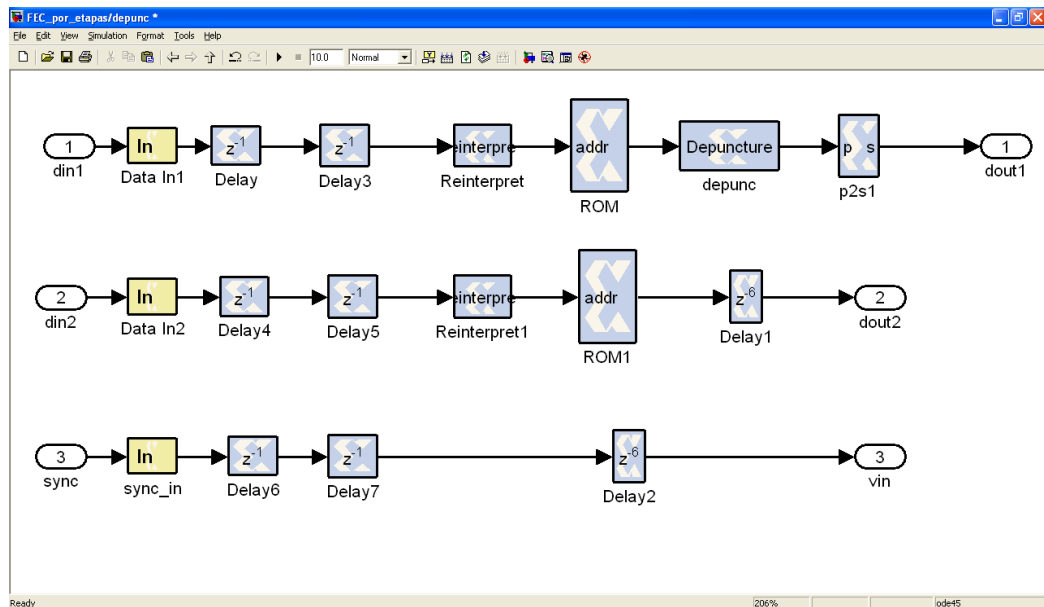 FEC_por_etapas/depunc *
File Edit View Simulation Format Tools Help
10.0 Normal
1 In z-1 z-1 einterpre addr Depuncture p s 1
din1 Data In1 Delay Delay3 Reinterpret ROM depunc p2s1 dout1
2 In z-1 z-1 einterpre addr z-6 2
din2 Data In2 Delay4 Delay5 Reinterpret1 ROM1 Delay1 dout2
3 In z-1 z-1 z-6 3
sync sync_in Delay6 Delay7 Delay2 vin
Ready 206% ode45